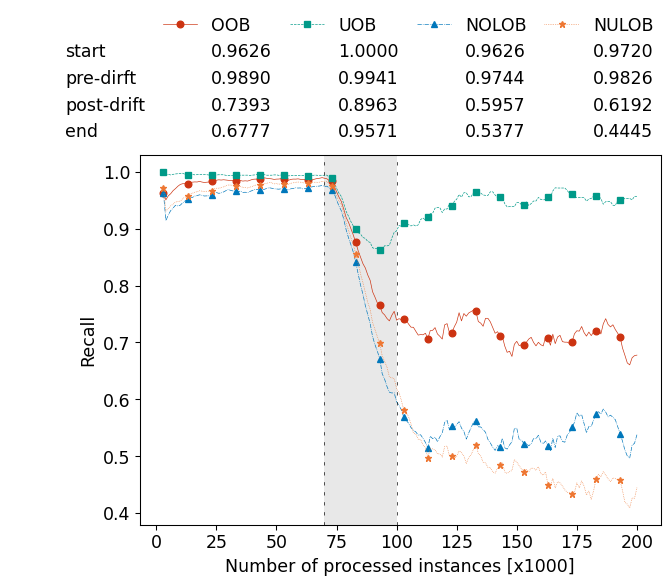 OOB UOB NOLOB NULOB
start 0.9626 1.0000 0.9626 0.9720
pre-dirft 0.9890 0.9941 0.9744 0.9826
post-drift 0.7393 0.8963 0.5957 0.6192
end 0.6777 0.9571 0.5377 0.4445
1.0
0.9
0.8
0.7
0.6
0.5
0.4
Recall
0 25 50 75 100 125 150 175 200
Number of processed instances [x1000]